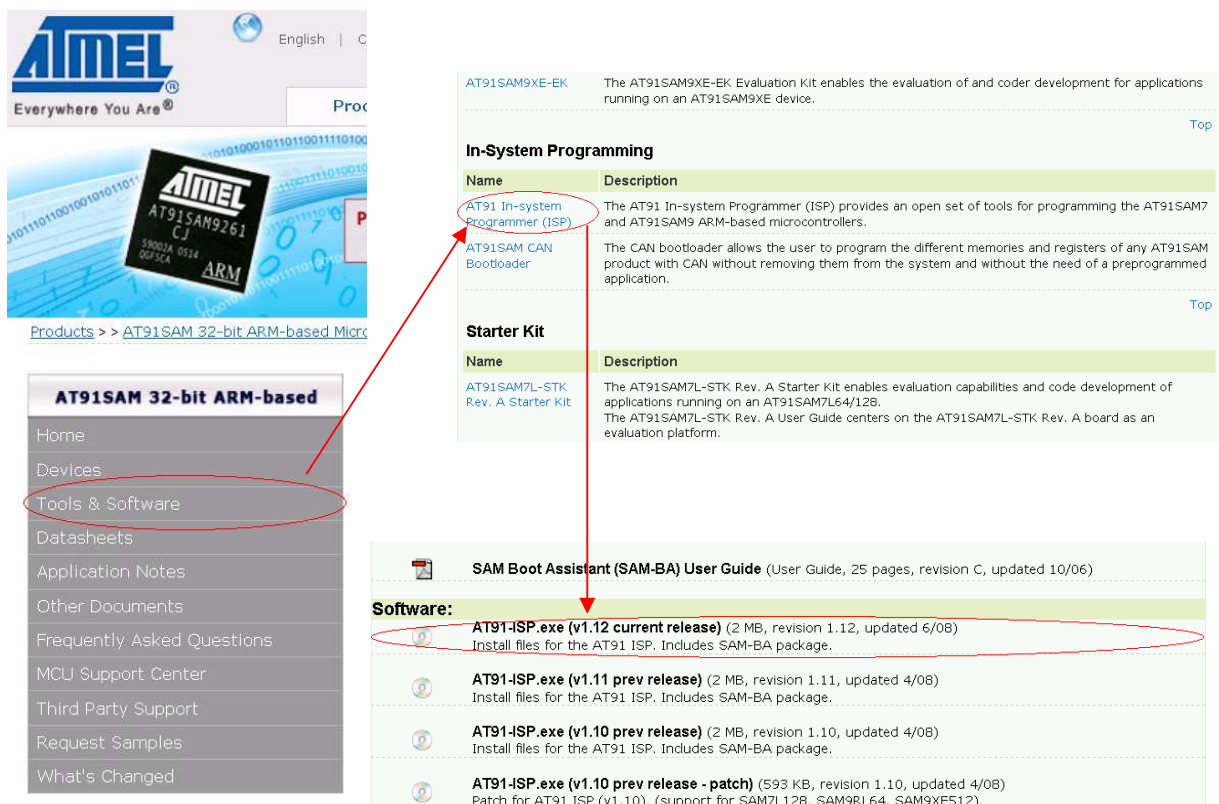 ATMEL
®
Everywhere You Are®
English | C
Proc
ATMEL
AT91SAM9261
CJ
59002A 0514
QGFSCA
ARM
P
Products > > AT91SAM 32-bit ARM-based Micro
AT91SAM 32-bit ARM-based
Home
Devices
Tools & Software
Datasheets
Application Notes
Other Documents
Frequently Asked Questions
MCU Support Center
Third Party Support
Request Samples
What's Changed
AT91SAM9XE-EK The AT91SAM9XE-EK Evaluation Kit enables the evaluation of and coder development for applications
running on an AT91SAM9XE device.
Top
In-System Programming
Name Description
AT91 In-system The AT91 In-system Programmer (ISP) provides an open set of tools for programming the AT91SAM7
Programmer (ISP) and AT91SAM9 ARM-based microcontrollers.
AT91SAM CAN The CAN bootloader allows the user to program the different memories and registers of any AT91SAM
Bootloader product with CAN without removing them from the system and without the need of a preprogrammed
application.
Top
Starter Kit
Name Description
AT91SAM7L-STK The AT91SAM7L-STK Rev. A Starter Kit enables evaluation capabilities and code development of
Rev. A Starter Kit applications running on an AT91SAM7L64/128.
The AT91SAM7L-STK Rev. A User Guide centers on the AT91SAM7L-STK Rev. A board as an
evaluation platform.
SAM Boot Assistant (SAM-BA) User Guide (User Guide, 25 pages, revision C, updated 10/06)
Software:
AT91-ISP.exe (v1.12 current release) (2 MB, revision 1.12, updated 6/08)
Install files for the AT91 ISP. Includes SAM-BA package.
AT91-ISP.exe (v1.11 prev release) (2 MB, revision 1.11, updated 4/08)
Install files for the AT91 ISP. Includes SAM-BA package.
AT91-ISP.exe (v1.10 prev release) (2 MB, revision 1.10, updated 4/08)
Install files for the AT91 ISP. Includes SAM-BA package.
AT91-ISP.exe (v1.10 prev release - patch) (593 KB, revision 1.10, updated 4/08)
Patch for AT91 ISP (v1.10). (support for SAM7L128, SAM9RL64, SAM9XE512).